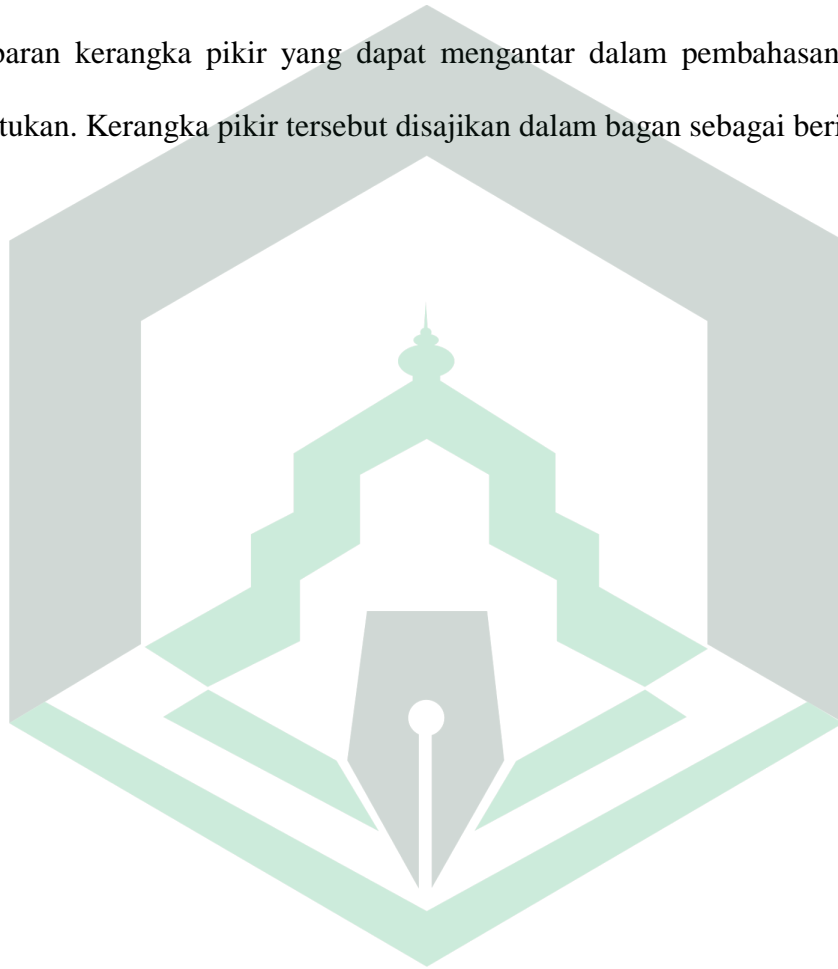 baran kerangka pikir yang dapat mengantar dalam pembahasan
tukan. Kerangka pikir tersebut disajikan dalam bagan sebagai beri